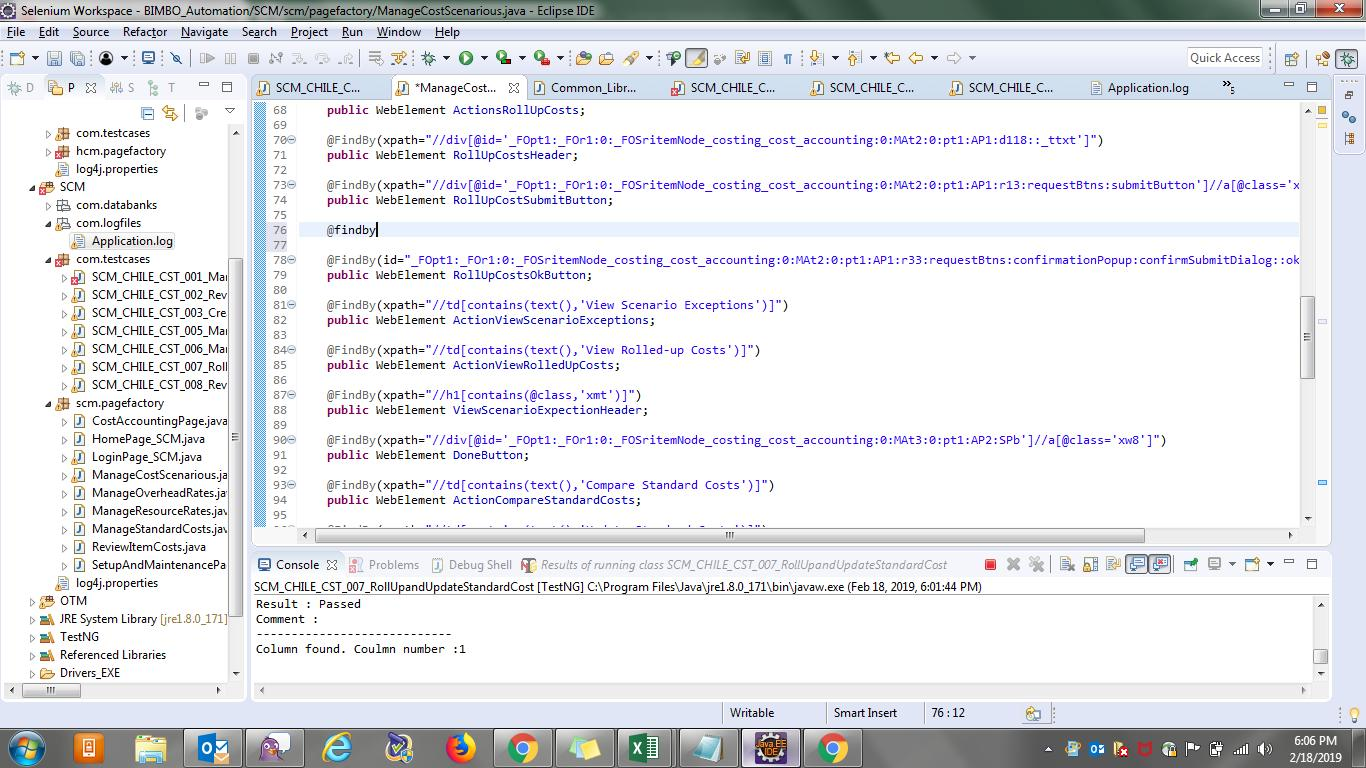 Selenium Workspace - BIMBO_Automation/SCM/scm/pagefactory/ManageCostScenarious.java - Eclipse IDE
File Edit Source Refactor Navigate Search Project Run Window Help
Quick Access
D P S T
SCM_CHILE_C... *ManageCost... Common_Libr... SCM_CHILE_C... SCM_CHILE_C... SCM_CHILE_C... Application.log »5
com.testcases
hcm.pagefactory
log4j.properties
SCM
com.databanks
com.logfiles
Application.log
com.testcases
SCM_CHILE_CST_001_Mar
SCM_CHILE_CST_002_Rev
SCM_CHILE_CST_003_Cre
SCM_CHILE_CST_005_Mar
SCM_CHILE_CST_006_Mar
SCM_CHILE_CST_007_Roll
SCM_CHILE_CST_008_Rev
scm.pagefactory
CostAccountingPage.java
HomePage_SCM.java
LoginPage_SCM.java
ManageCostScenarious.ja
ManageOverheadRates.jav
ManageResourceRates.jav
ManageStandardCosts.java
ReviewItemCosts.java
SetupAndMaintenancePa
log4j.properties
OTM
JRE System Library [jre1.8.0_171]
TestNG
Referenced Libraries
Drivers_EXE
68 public WebElement ActionsRollUpCosts;
69
70 @FindBy(xpath="//div[@id='_FOpt1:_FOr1:0:_FOSritemNode_costing_cost_accounting:0:MAt2:0:pt1:AP1:d118::_ttxt']")
71 public WebElement RollUpCostsHeader;
72
73 @FindBy(xpath="//div[@id='_FOpt1:_FOr1:0:_FOSritemNode_costing_cost_accounting:0:MAt2:0:pt1:AP1:r13:requestBtns:submitButton']//a[@class='x
74 public WebElement RollUpCostSubmitButton;
75
76 @findby
77
78 @FindBy(id="_FOpt1:_FOr1:0:_FOSritemNode_costing_cost_accounting:0:MAt2:0:pt1:AP1:r33:requestBtns:confirmationPopup:confirmSubmitDialog::ok
79 public WebElement RollUpCostsOkButton;
80
81 @FindBy(xpath="//td[contains(text(),'View Scenario Exceptions')]")
82 public WebElement ActionViewScenarioExceptions;
83
84 @FindBy(xpath="//td[contains(text(),'View Rolled-up Costs')]")
85 public WebElement ActionViewRolledUpCosts;
86
87 @FindBy(xpath="//h1[contains(@class,'xmt')]")
88 public WebElement ViewScenarioExpectionHeader;
89
90 @FindBy(xpath="//div[@id='_FOpt1:_FOr1:0:_FOSritemNode_costing_cost_accounting:0:MAt3:0:pt1:AP2:SPb']//a[@class='xw8']")
91 public WebElement DoneButton;
92
93 @FindBy(xpath="//td[contains(text(),'Compare Standard Costs')]")
94 public WebElement ActionCompareStandardCosts;
95
Console Problems Debug Shell Results of running class SCM_CHILE_CST_007_RollUpandUpdateStandardCost
SCM_CHILE_CST_007_RollUpandUpdateStandardCost [TestNG] C:\Program Files\Java\jre1.8.0_171\bin\javaw.exe (Feb 18, 2019, 6:01:44 PM)
Result : Passed
Comment :
----------------------------
Column found. Coulmn number :1
Writable Smart Insert 76 : 12
Java EE IDE
6:06 PM
2/18/2019